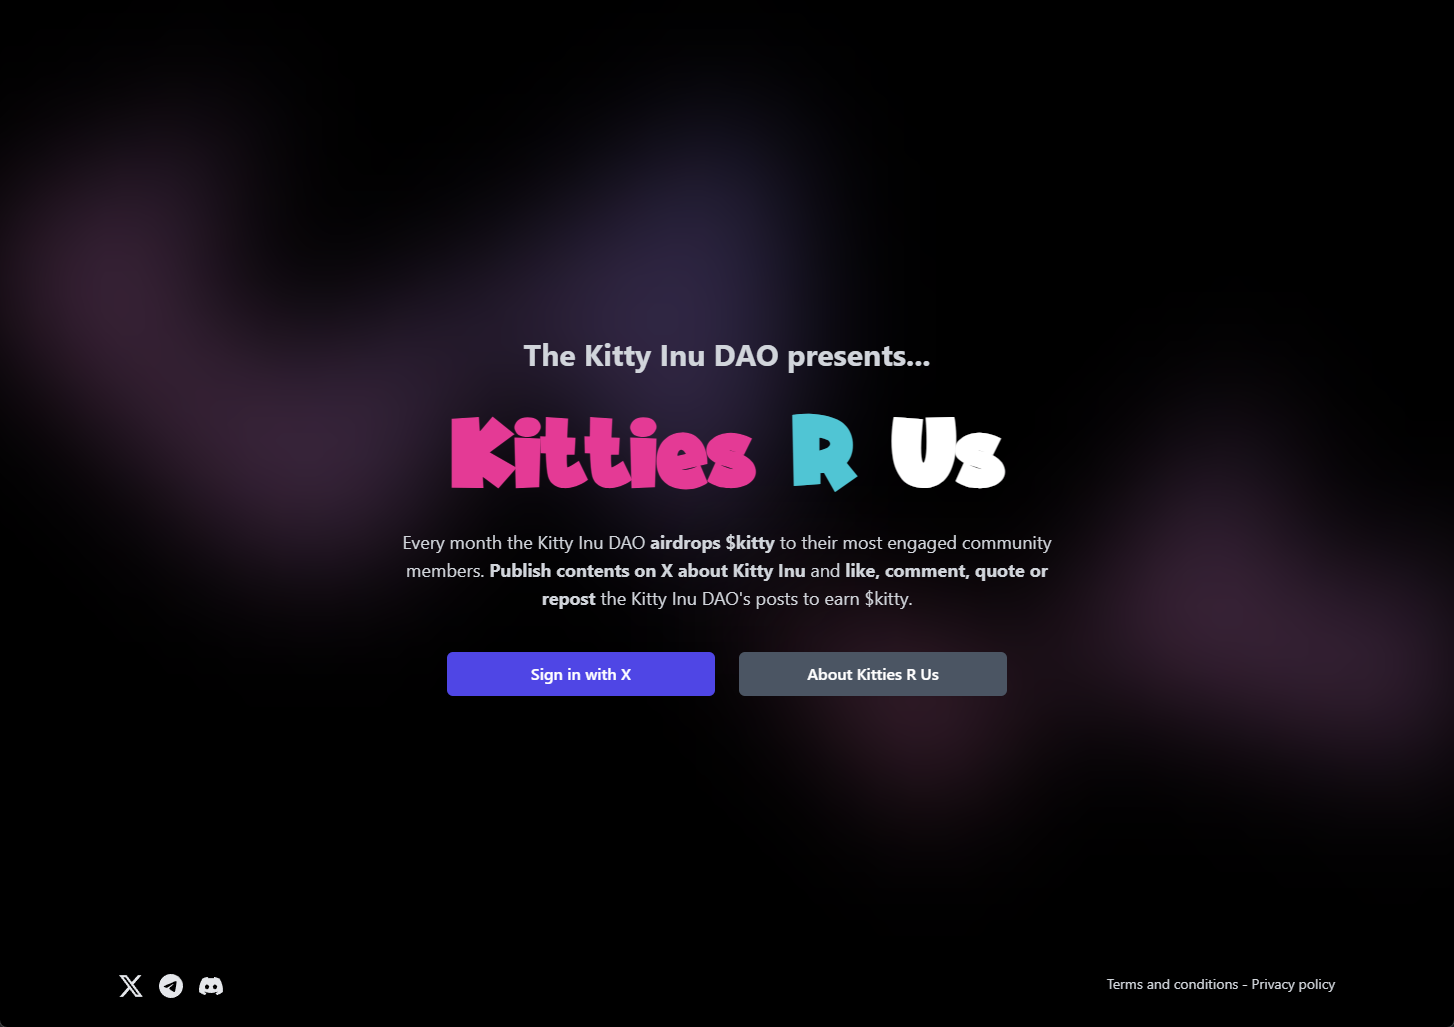 The Kitty Inu DAO presents...
Kitties R Us
Every month the Kitty Inu DAO airdrops $kitty to their most engaged community
members. Publish contents on X about Kitty Inu and like, comment, quote or
repost the Kitty Inu DAO's posts to earn $kitty.
Sign in with X
About Kitties R Us
Terms and conditions - Privacy policy